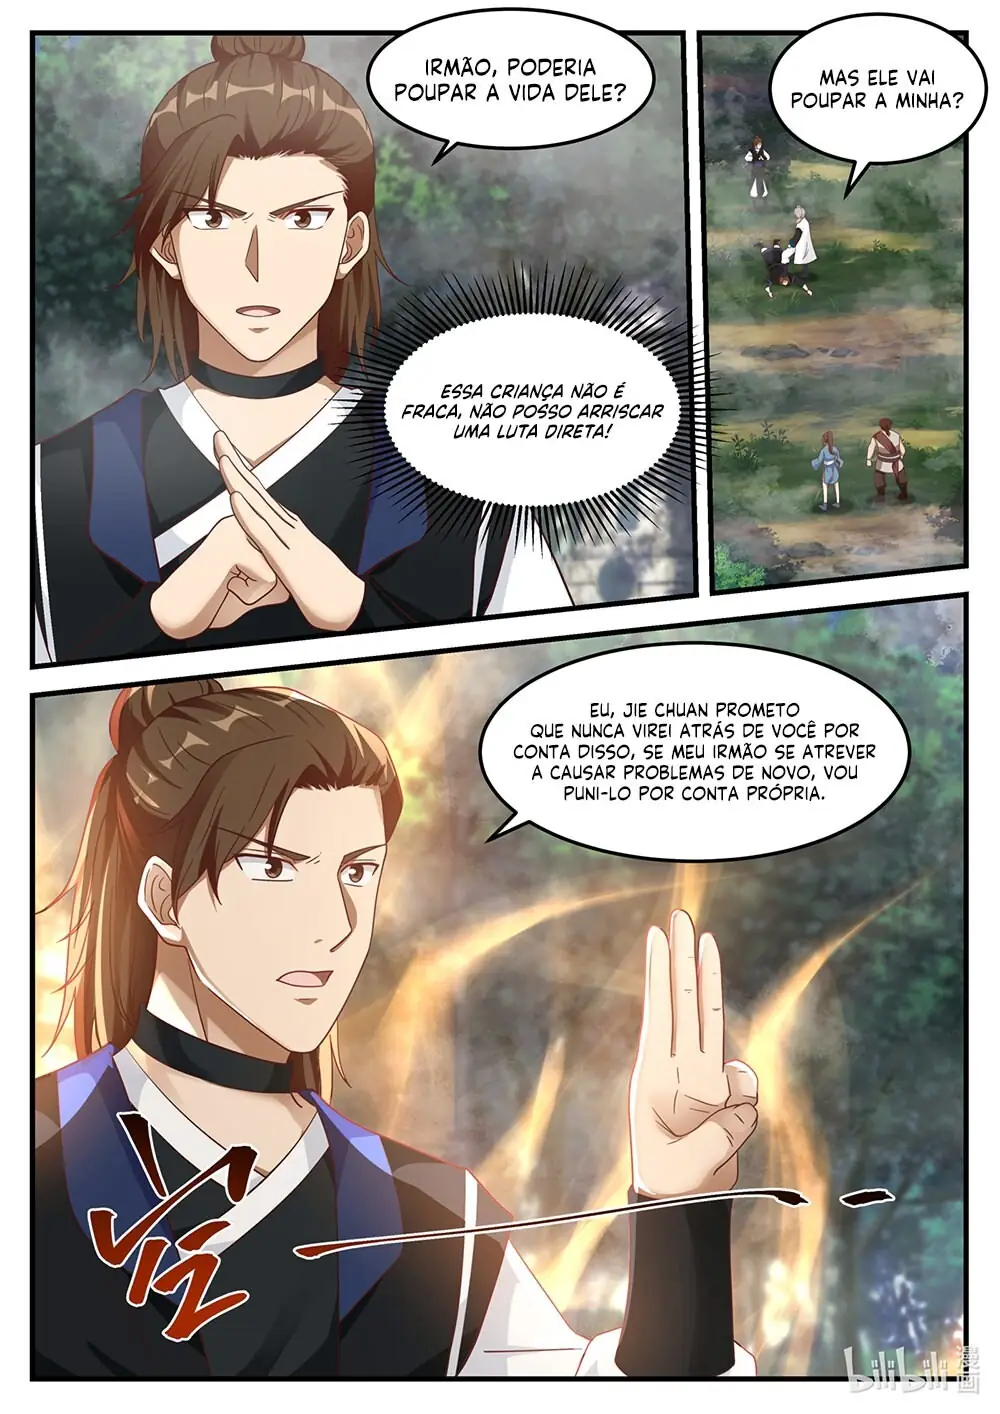 IRMÃO, PODERIA
POUPAR A VIDA DELE?
MAS ELE VAI
POUPAR A MINHA?
ESSA CRIANÇA NÃO É
FRACA, NÃO POSSO ARRISCAR
UMA LUTA DIRETA!
EU, JIE CHUAN PROMETO
QUE NUNCA VIREI ATRÁS DE VOCÊ POR
CONTA DISSO, SE MEU IRMÃO SE ATREVER
A CAUSAR PROBLEMAS DE NOVO, VOU
PUNI-LO POR CONTA PRÓPRIA.
bilibili 漫画